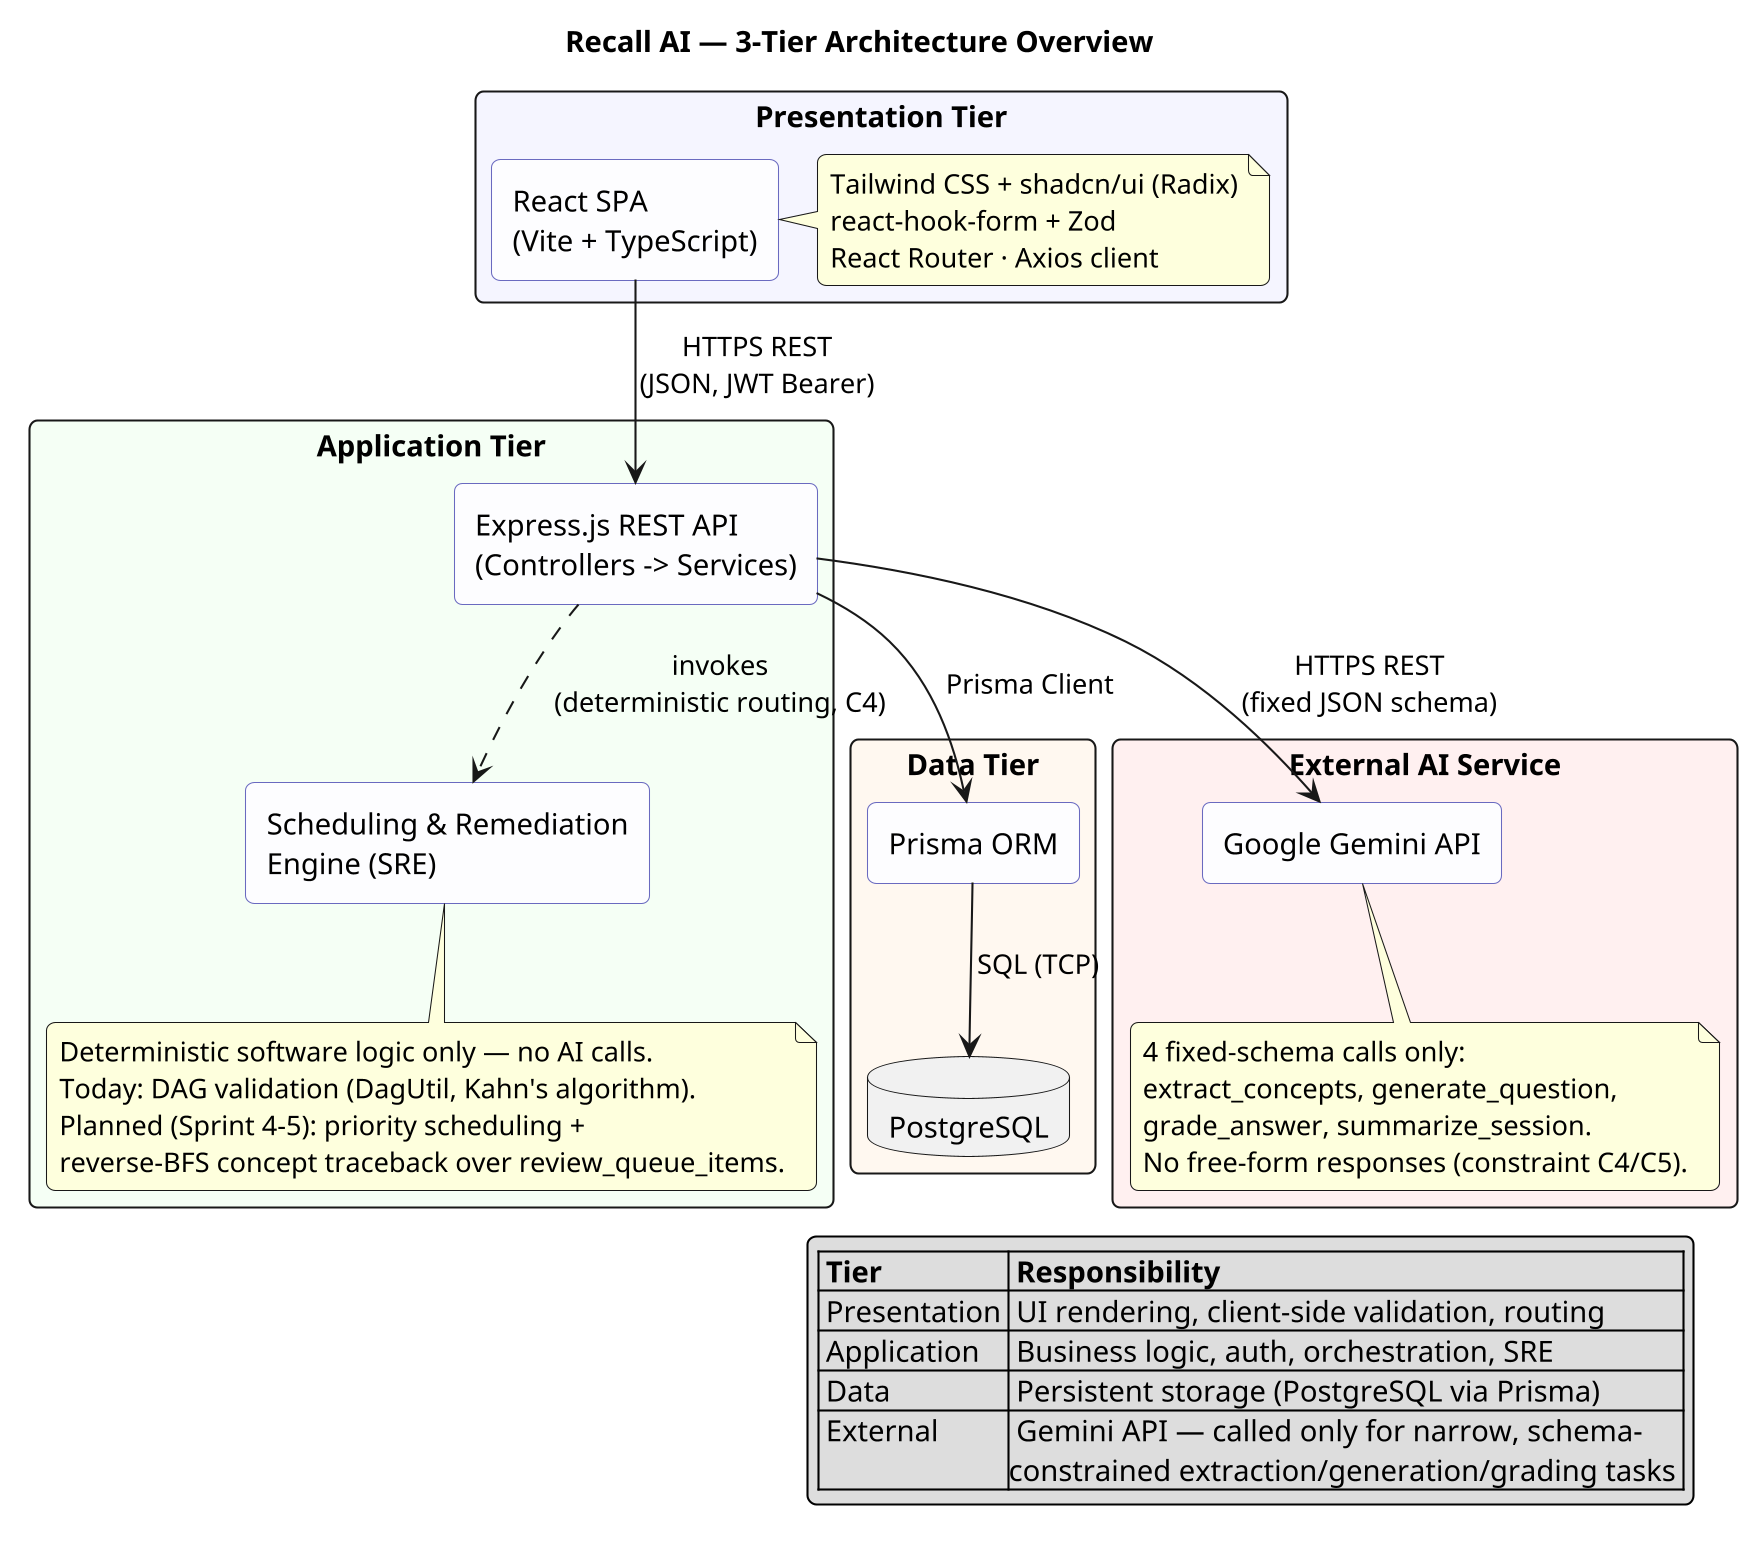 Recall AI — 3-Tier Architecture Overview
Presentation Tier
React SPA
(Vite + TypeScript)
Tailwind CSS + shadcn/ui (Radix)
react-hook-form + Zod
React Router · Axios client
HTTPS REST
(JSON, JWT Bearer)
Application Tier
Express.js REST API
(Controllers -> Services)
invokes
(deterministic routing, C4)
Prisma Client
HTTPS REST
(fixed JSON schema)
Scheduling & Remediation
Engine (SRE)
Deterministic software logic only — no AI calls.
Today: DAG validation (DagUtil, Kahn's algorithm).
Planned (Sprint 4-5): priority scheduling +
reverse-BFS concept traceback over review_queue_items.
Data Tier
Prisma ORM
SQL (TCP)
PostgreSQL
External AI Service
Google Gemini API
4 fixed-schema calls only:
extract_concepts, generate_question,
grade_answer, summarize_session.
No free-form responses (constraint C4/C5).
Tier Responsibility
Presentation UI rendering, client-side validation, routing
Application Business logic, auth, orchestration, SRE
Data Persistent storage (PostgreSQL via Prisma)
External Gemini API — called only for narrow, schema-
constrained extraction/generation/grading tasks